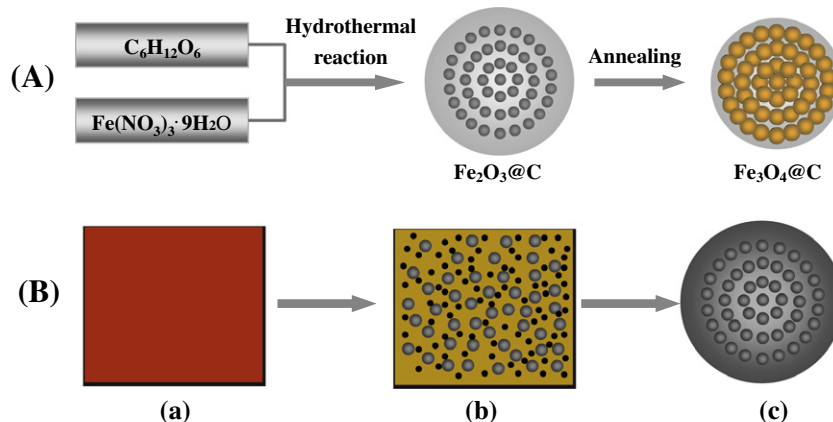 (A)
C₆H₁₂O₆
Fe(NO₃)₃·9H₂O
Hydrothermal
reaction
Fe₂O₃@C
Annealing
Fe₃O₄@C
(B)
(a)
(b)
(c)